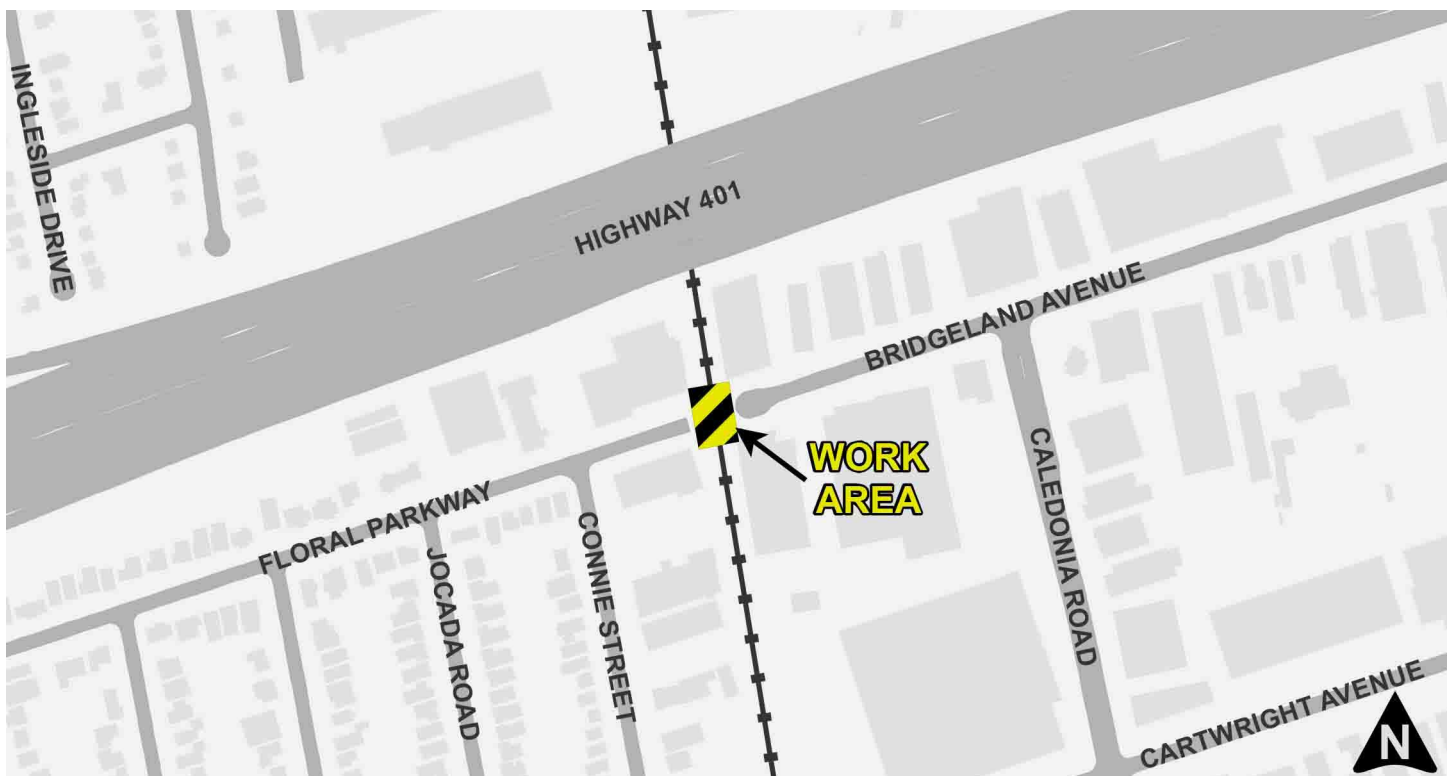 INGLESIDE DRIVE
HIGHWAY 401
BRIDGELAND AVENUE
WORK
AREA
FLORAL PARKWAY
JOCADA ROAD
CONNIE STREET
CALEDONIA ROAD
CARTWRIGHT AVENUE
N